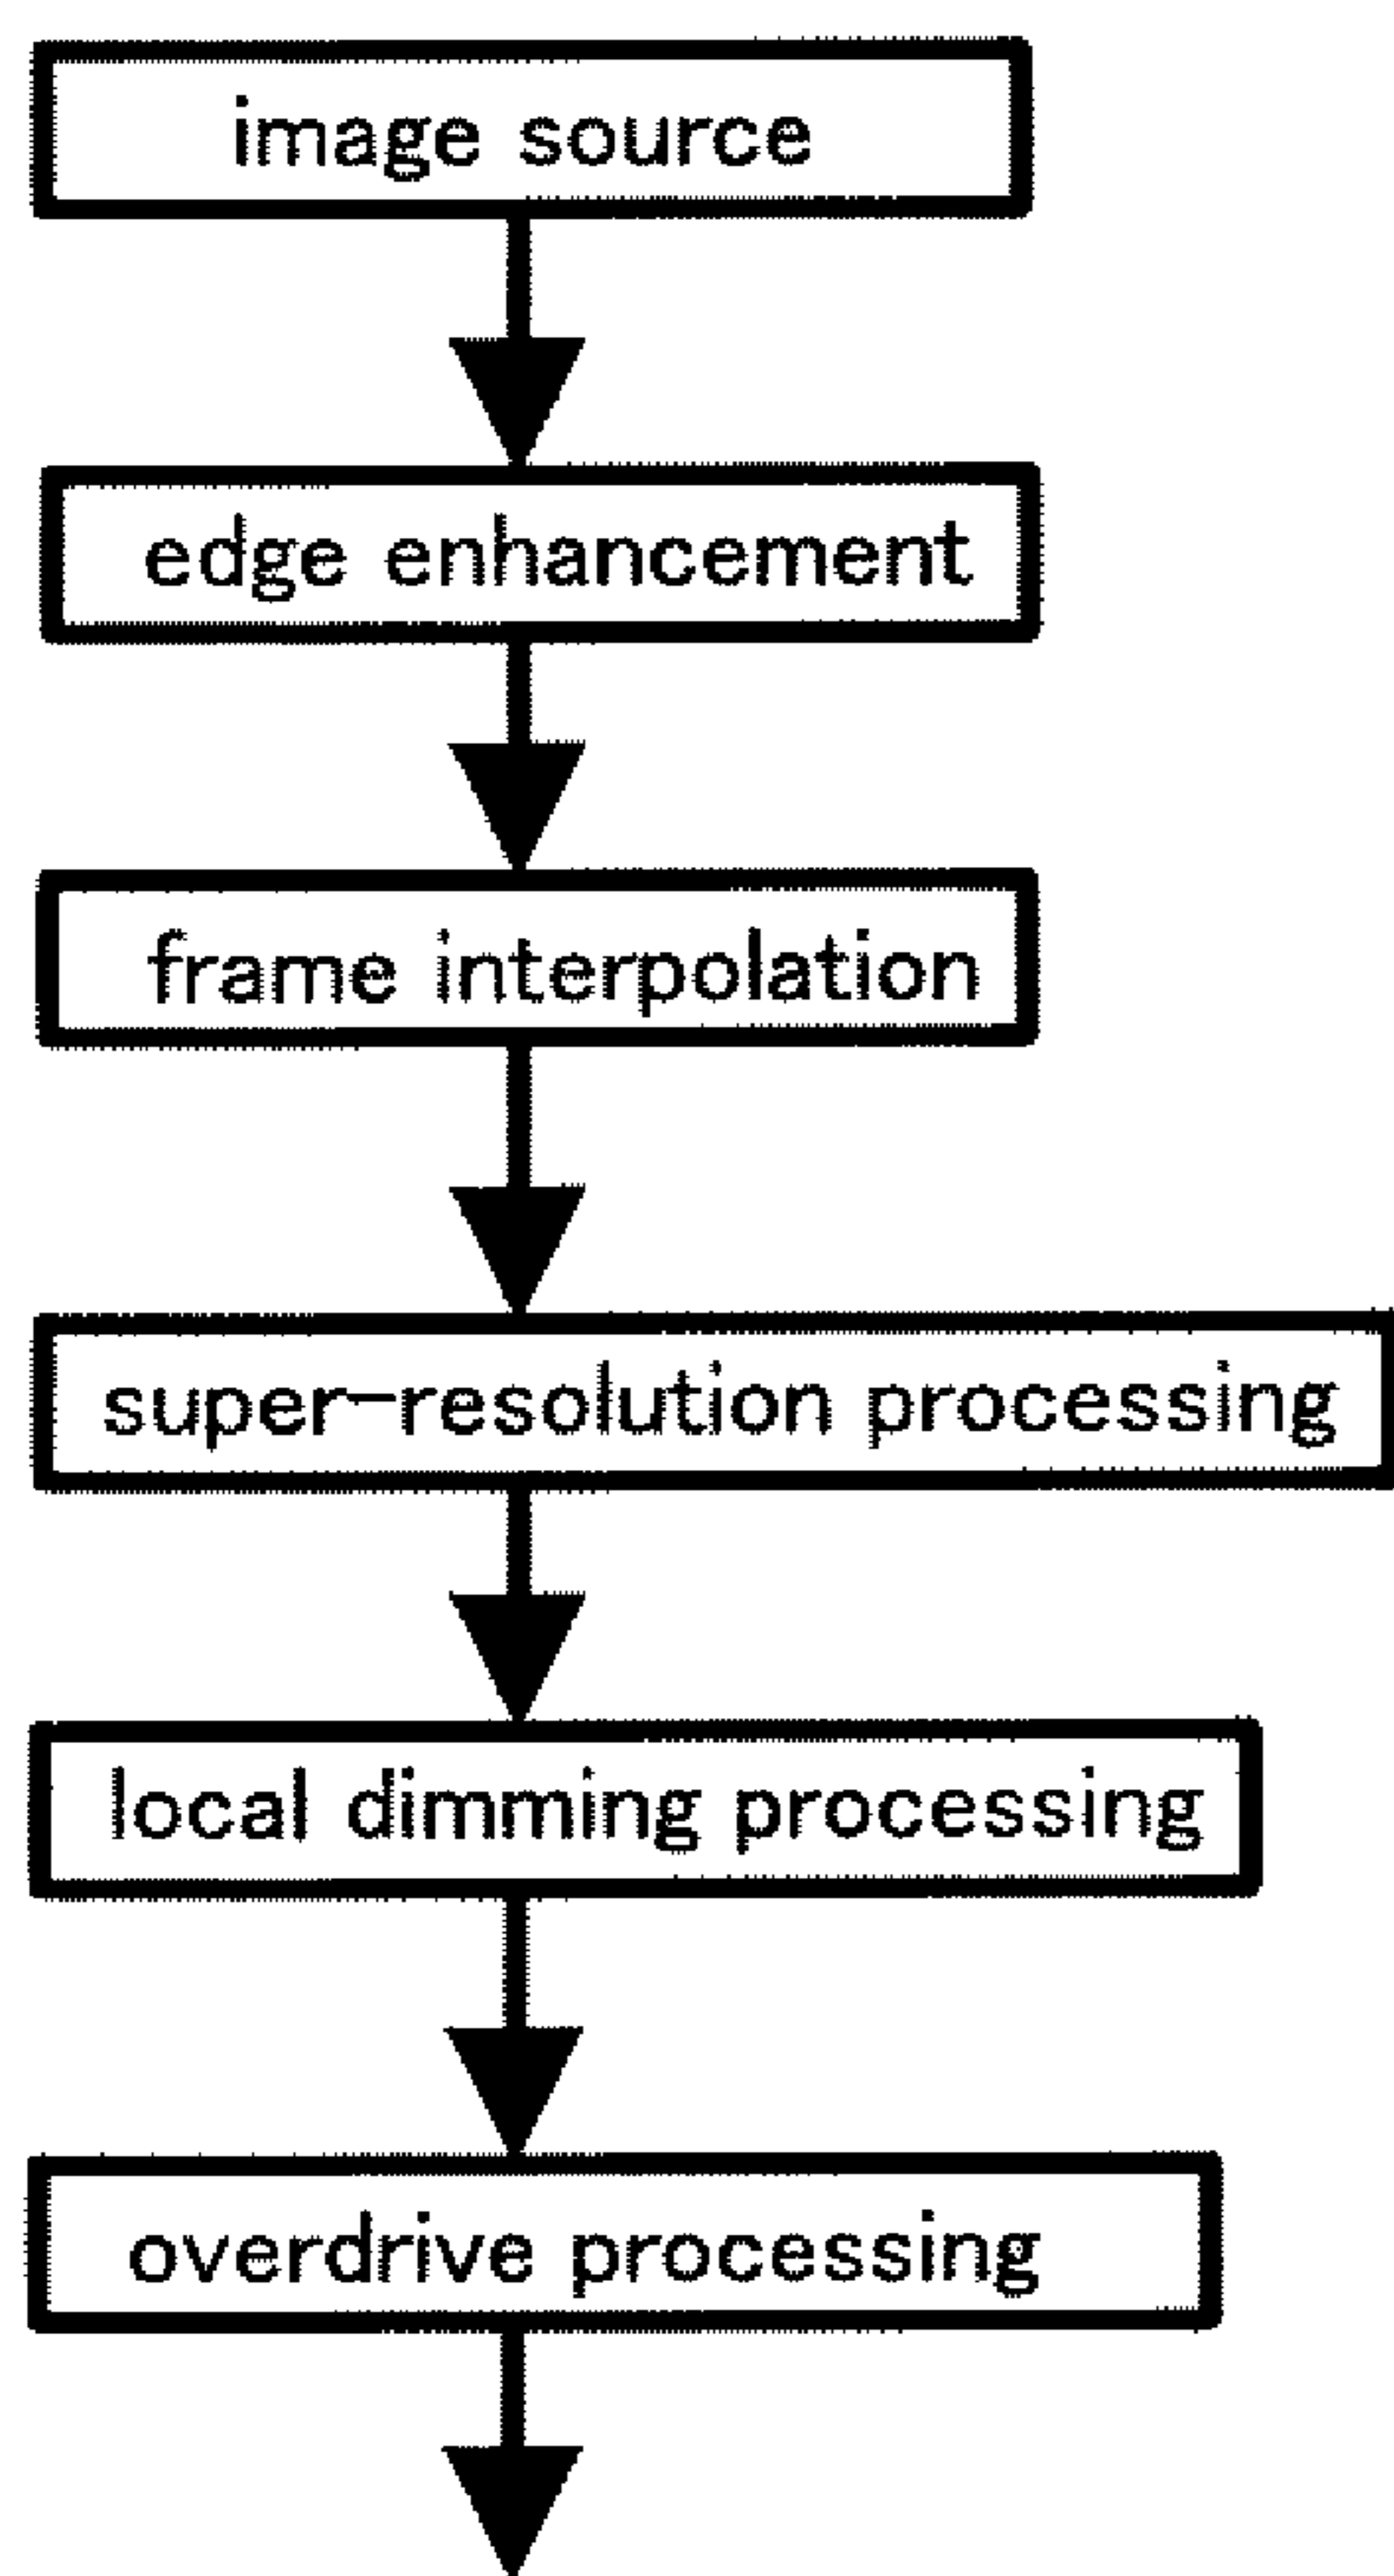 image source
edge enhancement
frame interpolation
super-resolution processing
local dimming processing
overdrive processing